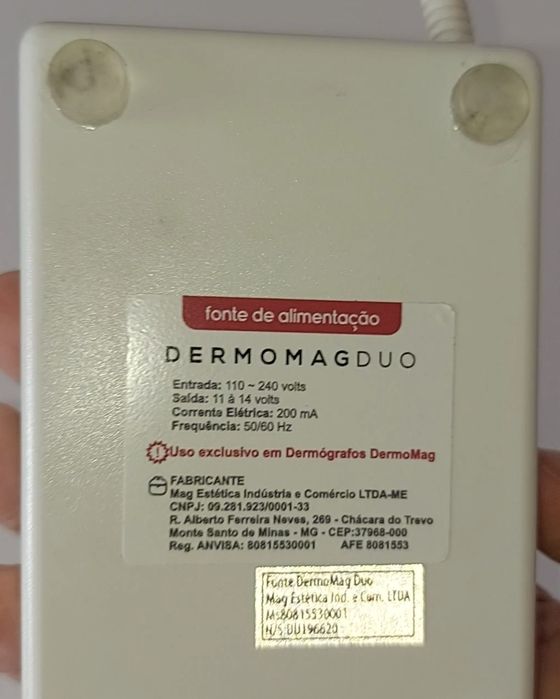 fonte de alimentação
DERMOMAGDUO
Entrada: 110 ~ 240 volts
Saída: 11 à 14 volts
Corrente Elétrica: 200 mA
Frequência: 50/60 Hz
Uso exclusivo em Dermógrafos DermoMag
FABRICANTE
Mag Estética Indústria e Comércio LTDA-ME
CNPJ: 09.281.923/0001-33
R. Alberto Ferreira Neves, 269 - Chácara do Trevo
Monte Santo de Minas - MG - CEP:37968-000
Reg. ANVISA: 80815530001 AFE 8081553
Fonte DermoMag Duo
Mag Estética Ind. e Com. LTDA
Ms80815530001
N/S:DU196620